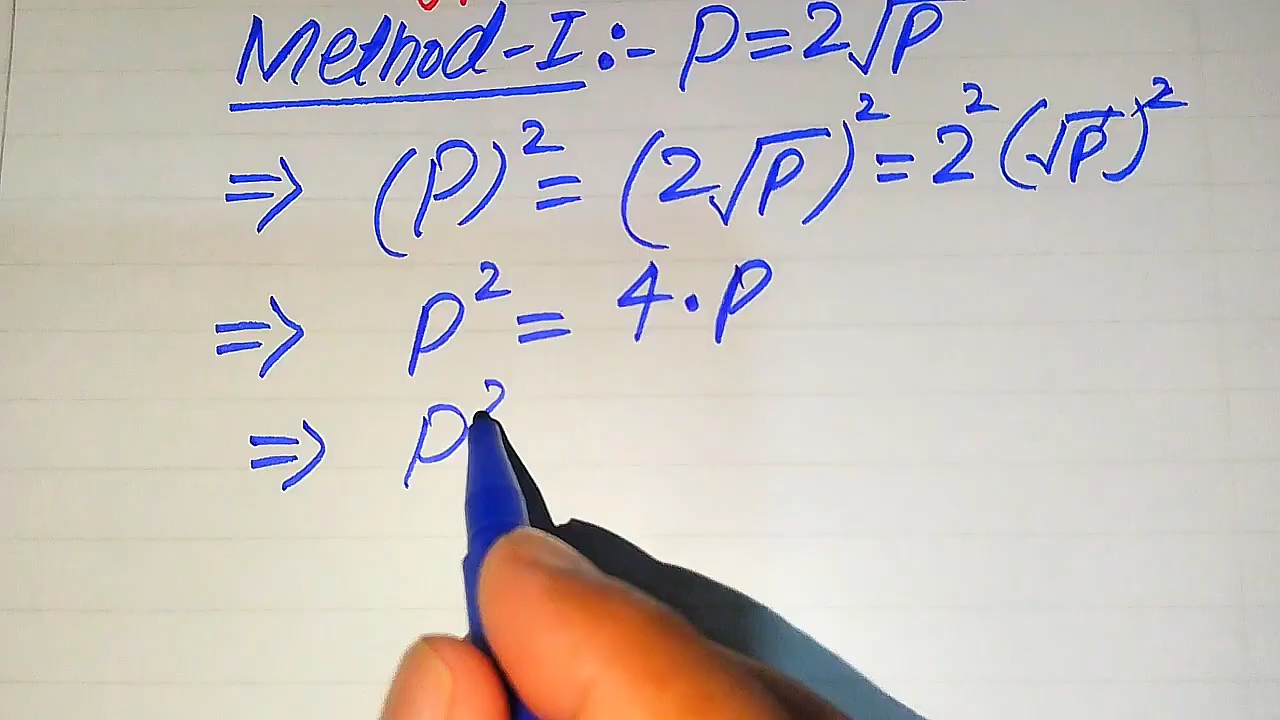 Method-I:- P=2√P
=> (P)²= (2√P)²= 2²(√P)²
=> P²= 4·P
=> P²